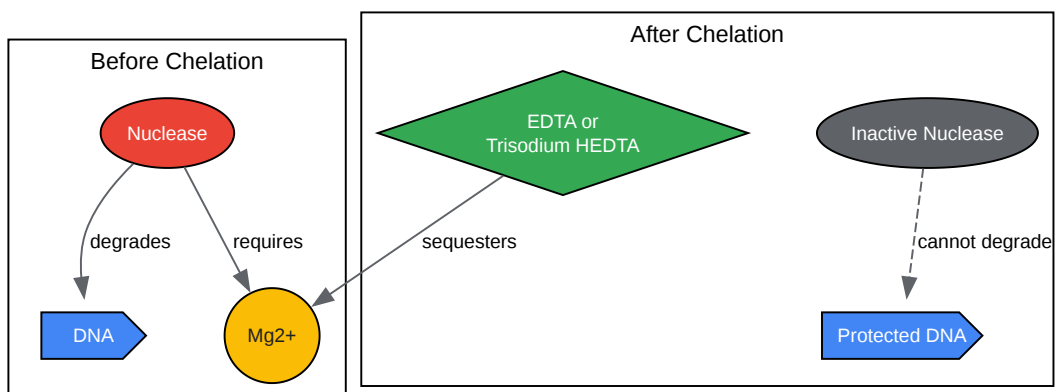 Before Chelation
Nuclease
degrades
requires
DNA
Mg2+
After Chelation
EDTA or
Trisodium HEDTA
Inactive Nuclease
sequesters
cannot degrade
Protected DNA